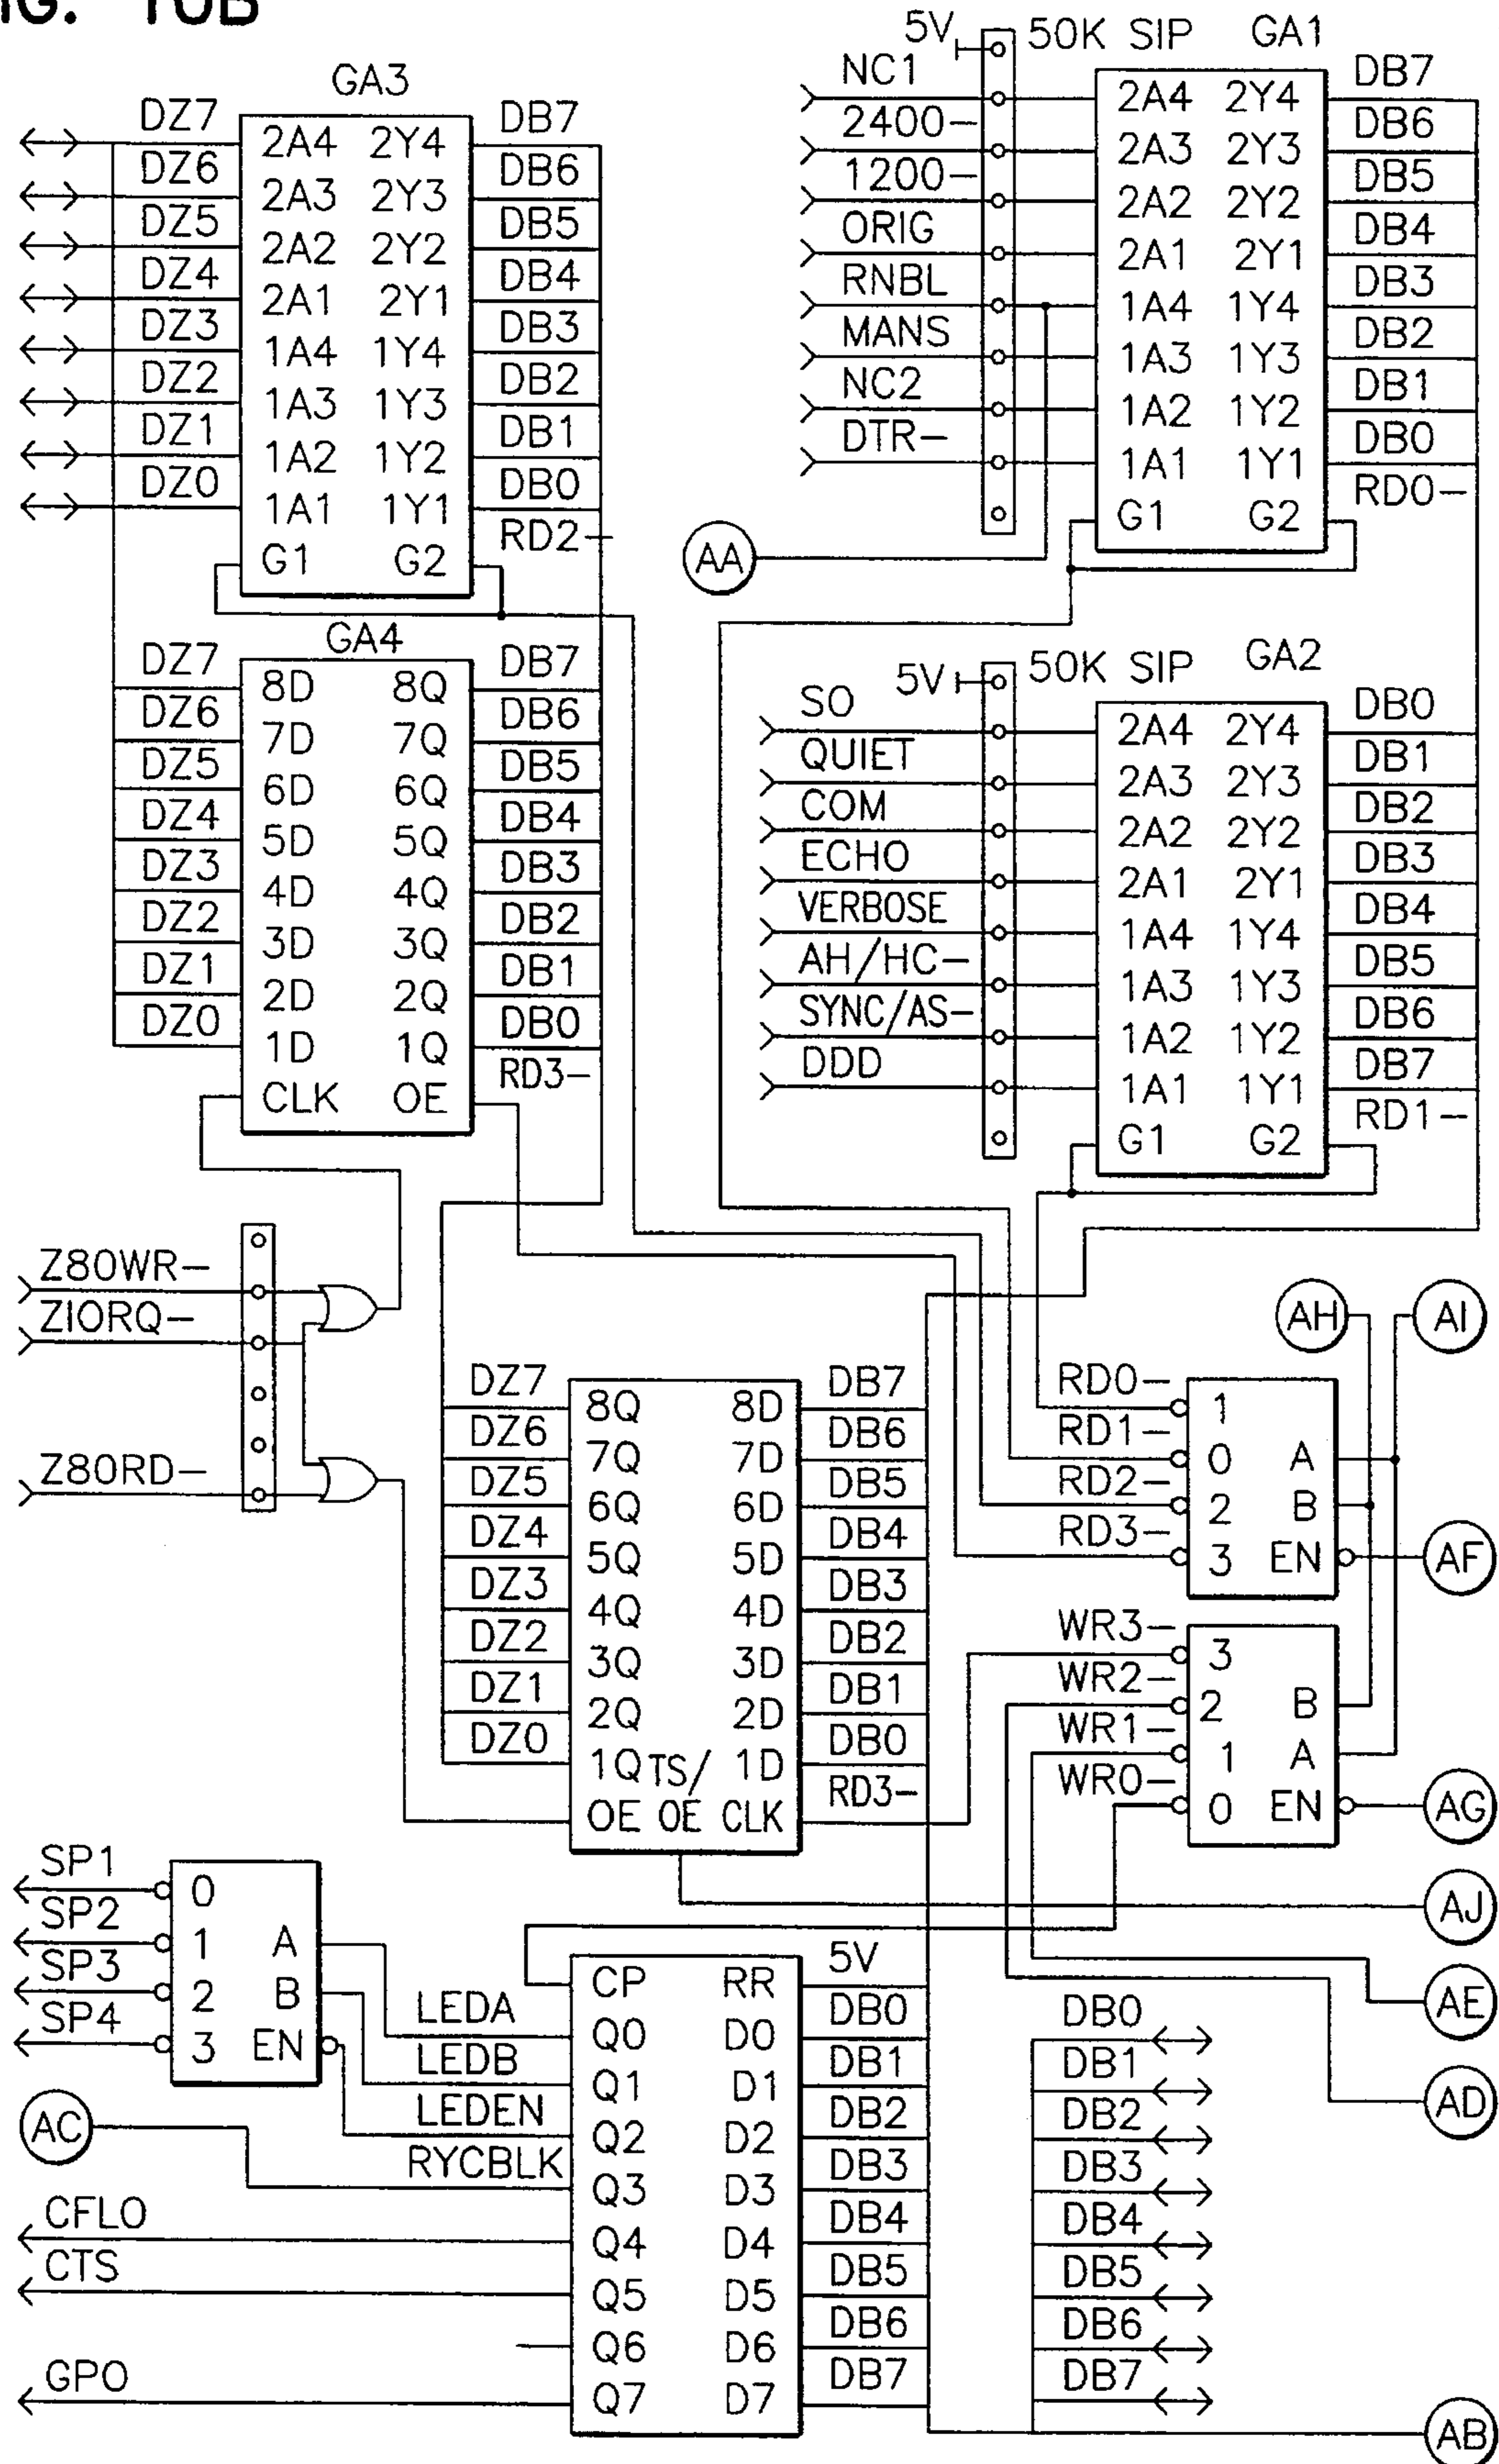 FIG. 10B
GA3
DZ7 2A4 2Y4 DB7
DZ6 2A3 2Y3 DB6
DZ5 2A2 2Y2 DB5
DZ4 2A1 2Y1 DB4
DZ3 1A4 1Y4 DB3
DZ2 1A3 1Y3 DB2
DZ1 1A2 1Y2 DB1
DZ0 1A1 1Y1 DB0
RD2-
G1 G2
5V 50K SIP GA1
NC1 2A4 2Y4 DB7
2400- 2A3 2Y3 DB6
1200- 2A2 2Y2 DB5
ORIG 2A1 2Y1 DB4
RNBL 1A4 1Y4 DB3
MANS 1A3 1Y3 DB2
NC2 1A2 1Y2 DB1
DTR- 1A1 1Y1 DB0
RD0-
G1 G2
AA
GA4
DZ7 8D 8Q DB7
DZ6 7D 7Q DB6
DZ5 6D 6Q DB5
DZ4 5D 5Q DB4
DZ3 4D 4Q DB3
DZ2 3D 3Q DB2
DZ1 2D 2Q DB1
DZ0 1D 1Q DB0
RD3-
CLK OE
5V 50K SIP GA2
SO 2A4 2Y4 DB0
QUIET 2A3 2Y3 DB1
COM 2A2 2Y2 DB2
ECHO 2A1 2Y1 DB3
VERBOSE 1A4 1Y4 DB4
AH/HC- 1A3 1Y3 DB5
SYNC/AS- 1A2 1Y2 DB6
DDD 1A1 1Y1 DB7
RD1-
G1 G2
Z80WR-
ZIORQ-
Z80RD-
DZ7 8Q 8D DB7
DZ6 7Q 7D DB6
DZ5 6Q 6D DB5
DZ4 5Q 5D DB4
DZ3 4Q 4D DB3
DZ2 3Q 3D DB2
DZ1 2Q 2D DB1
DZ0 1Q TS/ 1D DB0
OE OE CLK RD3-
AH AI
RD0- 1
RD1- 0 A
RD2- 2 B
RD3- 3 EN AF
WR3- 3
WR2- 2 B
WR1- 1 A
WR0- 0 EN AG
AJ
AE
AD
SP1 0
SP2 1 A
SP3 2 B
SP4 3 EN
AC
CP RR 5V
LEDA Q0 D0 DB0
LEDB Q1 D1 DB1
LEDEN Q2 D2 DB2
RYCBLK Q3 D3 DB3
CFLO Q4 D4 DB4
CTS Q5 D5 DB5
Q6 D6 DB6
GPO Q7 D7 DB7
DB0
DB1
DB2
DB3
DB4
DB5
DB6
DB7
AB